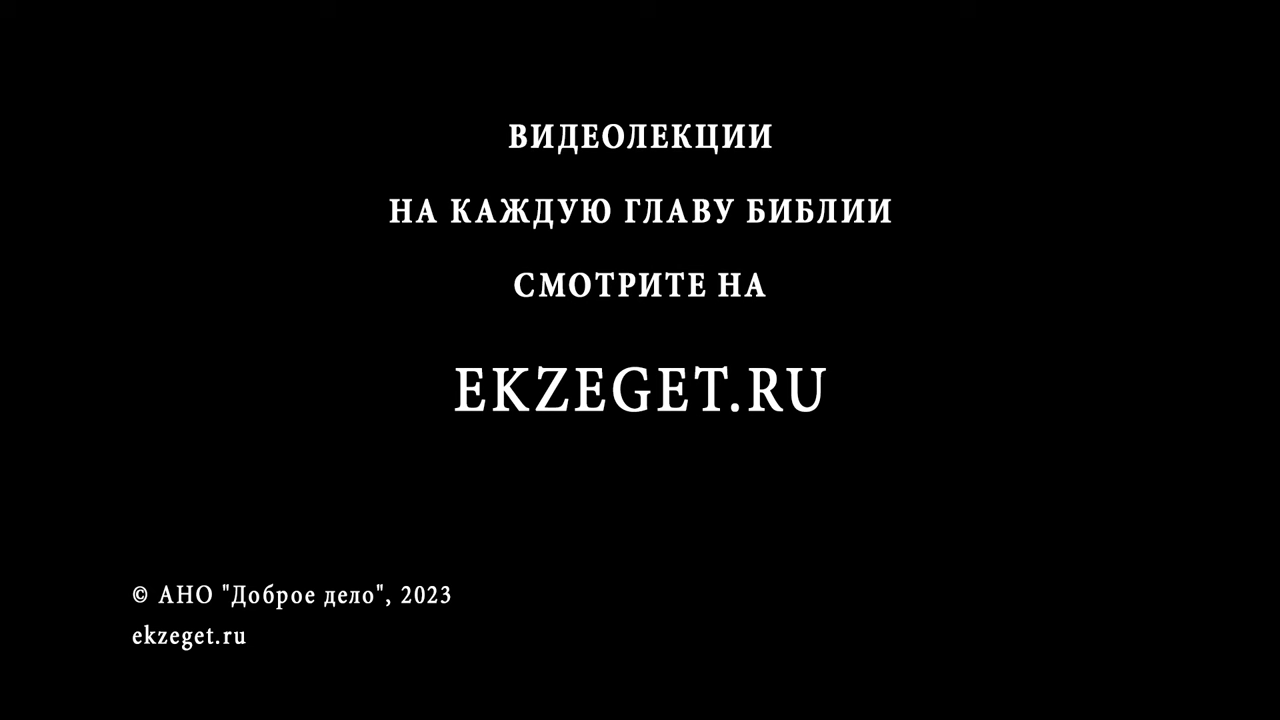 ВИДЕОЛЕКЦИИ
НА КАЖДУЮ ГЛАВУ БИБЛИИ
СМОТРИТЕ НА
EKZEGET.RU
© АНО "Доброе дело", 2023
ekzeget.ru